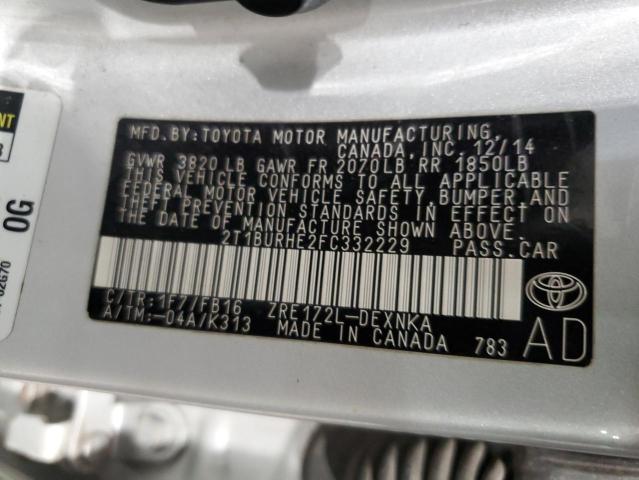 MFD. BY: TOYOTA MOTOR MANUFACTURING,
CANADA, INC. 12/14
GVWR 3820 LB GAWR FR 2070LB RR 1850LB
THIS VEHICLE CONFORMS TO ALL APPLICABLE
FEDERAL MOTOR VEHICLE SAFETY, BUMPER, AND
THEFT PREVENTION STANDARDS IN EFFECT ON
THE DATE OF MANUFACTURE SHOWN ABOVE.
2T1BURHE2FC332229 PASS.CAR
C/TR:1F7/FB16 ZRE172L-DEXNKA
A/TM:-04A/K313 MADE IN CANADA 783
AD
OG
02G70